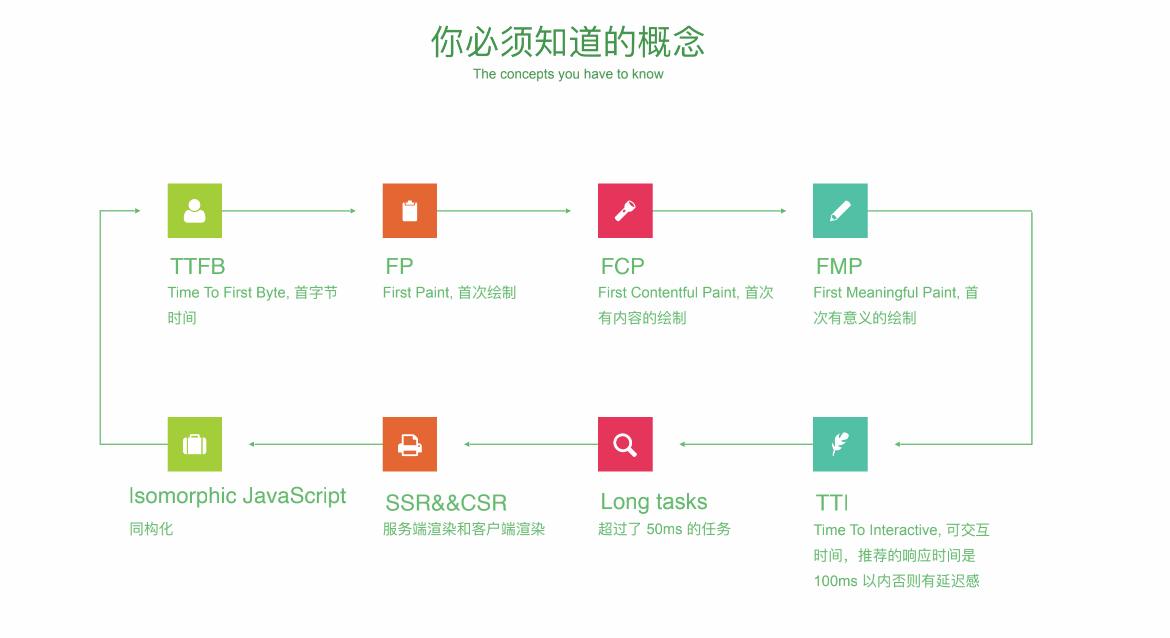 你必须知道的概念
The concepts you have to know
TTFB
Time To First Byte, 首字节
时间
FP
First Paint, 首次绘制
FCP
First Contentful Paint, 首次
有内容的绘制
FMP
First Meaningful Paint, 首
次有意义的绘制
Isomorphic JavaScript
同构化
SSR&&CSR
服务端渲染和客户端渲染
Long tasks
超过了 50ms 的任务
TTI
Time To Interactive, 可交互
时间，推荐的响应时间是
100ms 以内否则有延迟感